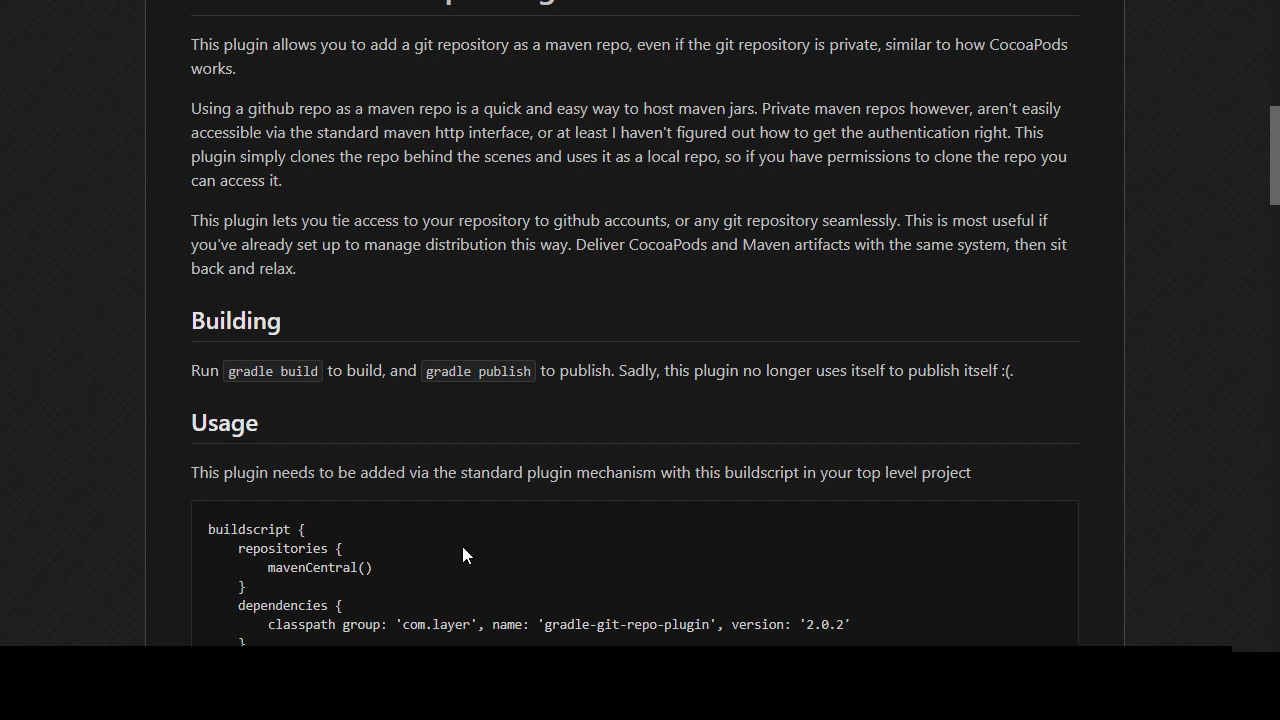 This plugin allows you to add a git repository as a maven repo, even if the git repository is private, similar to how CocoaPods
works.
Using a github repo as a maven repo is a quick and easy way to host maven jars. Private maven repos however, aren't easily
accessible via the standard maven http interface, or at least I haven't figured out how to get the authentication right. This
plugin simply clones the repo behind the scenes and uses it as a local repo, so if you have permissions to clone the repo you
can access it.
This plugin lets you tie access to your repository to github accounts, or any git repository seamlessly. This is most useful if
you've already set up to manage distribution this way. Deliver CocoaPods and Maven artifacts with the same system, then sit
back and relax.
Building
Run gradle build to build, and gradle publish to publish. Sadly, this plugin no longer uses itself to publish itself :(.
Usage
This plugin needs to be added via the standard plugin mechanism with this buildscript in your top level project
buildscript {
repositories {
mavenCentral()
}
dependencies {
classpath group: 'com.layer', name: 'gradle-git-repo-plugin', version: '2.0.2'
}